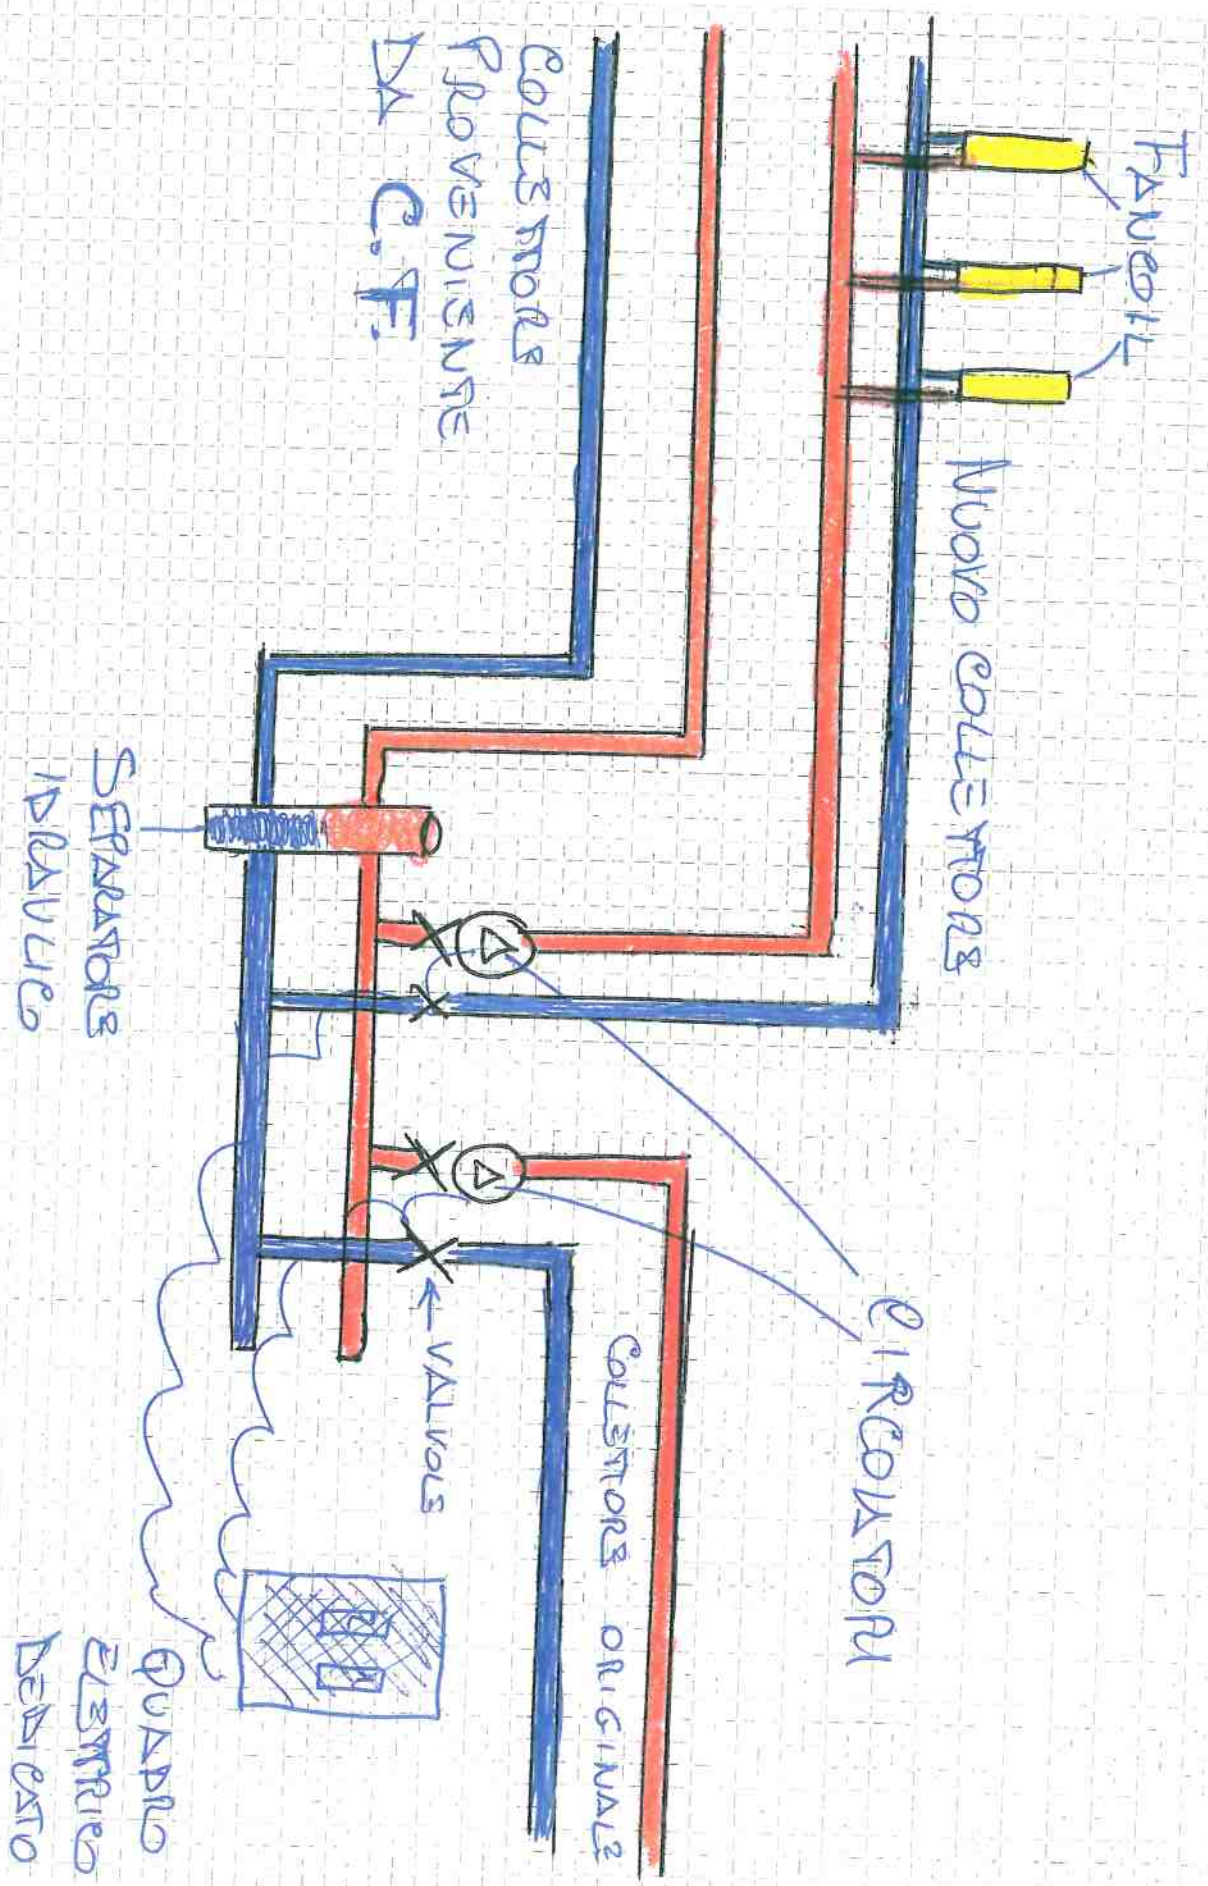 FANCOIL
NUOVO COLLETTORE
COLLETTORE
PROVENIENTE
DA C.F.
CIRCOLATORI
COLLETTORE ORIGINALE
← VALVOLE
SEPARATORE
IDRAULICO
QUADRO
ELETTRICO
DEDICATO